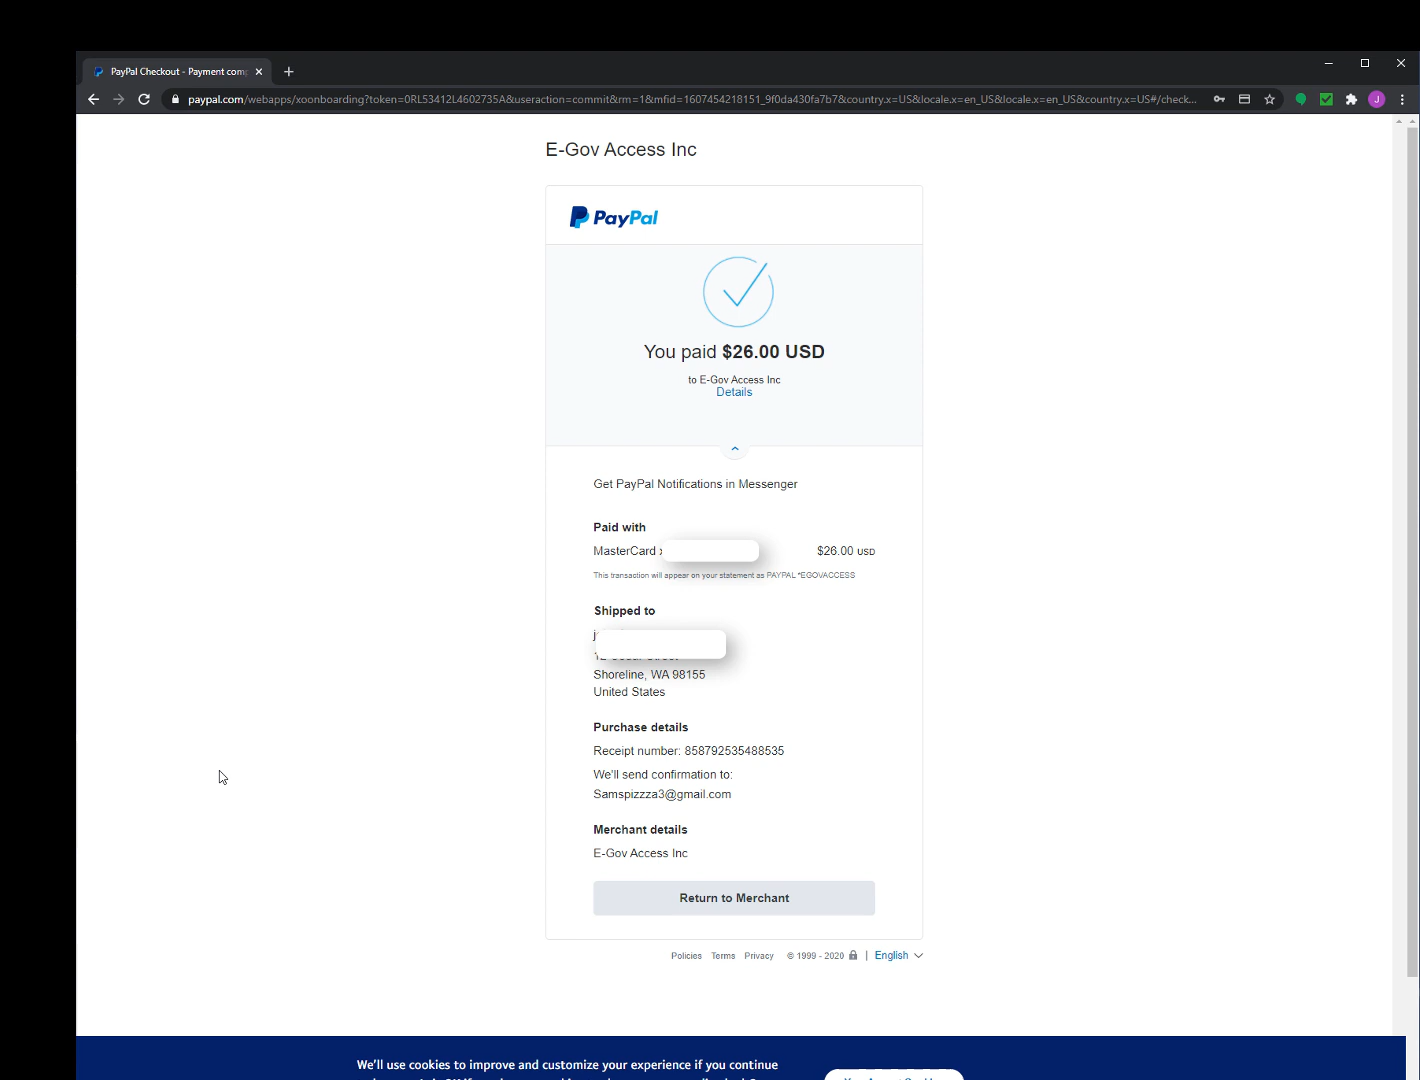 PayPal Checkout - Payment comp
paypal.com/webapps/xoonboarding?token=0RL53412L4602735A&useraction=commit&rm=1&mfid=1607454218151_9f0da430fa7b7&country.x=US&locale.x=en_US&locale.x=en_US&country.x=US#/check...
J
E-Gov Access Inc
PayPal
You paid $26.00 USD
to E-Gov Access Inc
Details
Get PayPal Notifications in Messenger
Paid with
MasterCard $26.00 USD
This transaction will appear on your statement as PAYPAL *EGOVACCESS
Shipped to
Shoreline, WA 98155
United States
Purchase details
Receipt number: 858792535488535
We'll send confirmation to:
Samspizzza3@gmail.com
Merchant details
E-Gov Access Inc
Return to Merchant
Policies Terms Privacy © 1999 - 2020 | English
We'll use cookies to improve and customize your experience if you continue